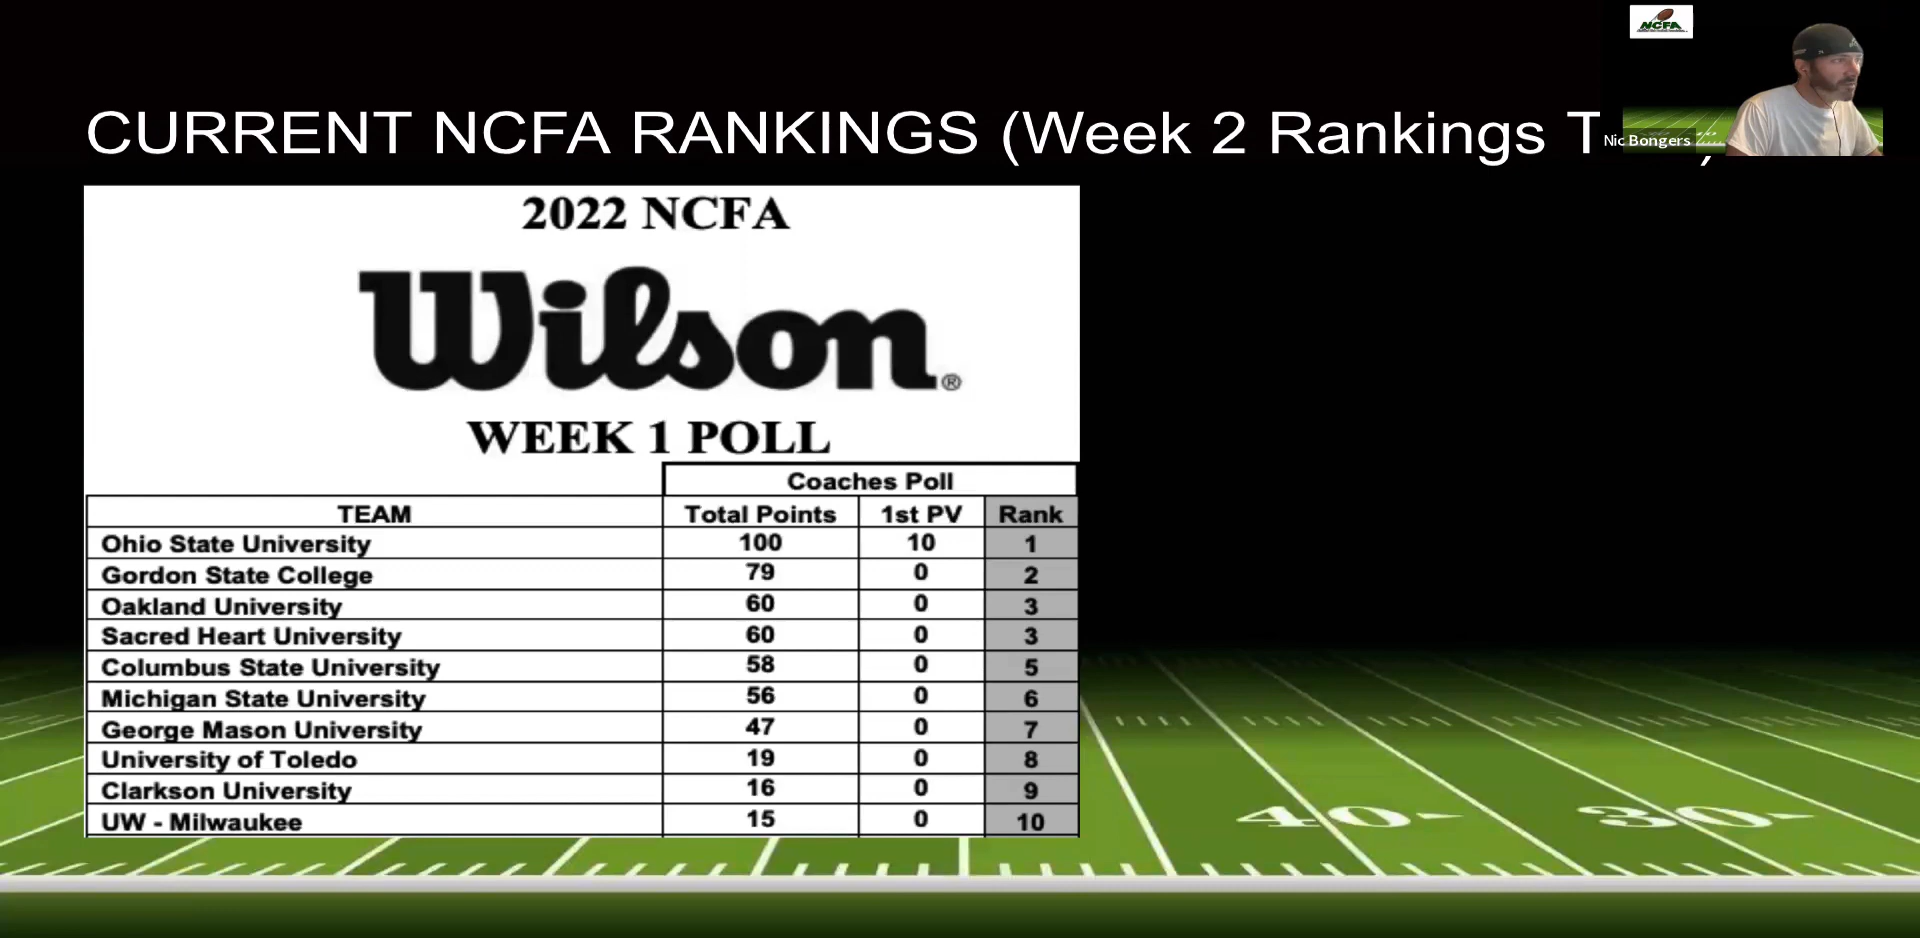 NCFA
CURRENT NCFA RANKINGS (Week 2 Rankings T
Nic Bongers
2022 NCFA
Wilson®
WEEK 1 POLL
Coaches Poll
TEAM Total Points 1st PV Rank
Ohio State University 100 10 1
Gordon State College 79 0 2
Oakland University 60 0 3
Sacred Heart University 60 0 3
Columbus State University 58 0 5
Michigan State University 56 0 6
George Mason University 47 0 7
University of Toledo 19 0 8
Clarkson University 16 0 9
UW - Milwaukee 15 0 10
40
30